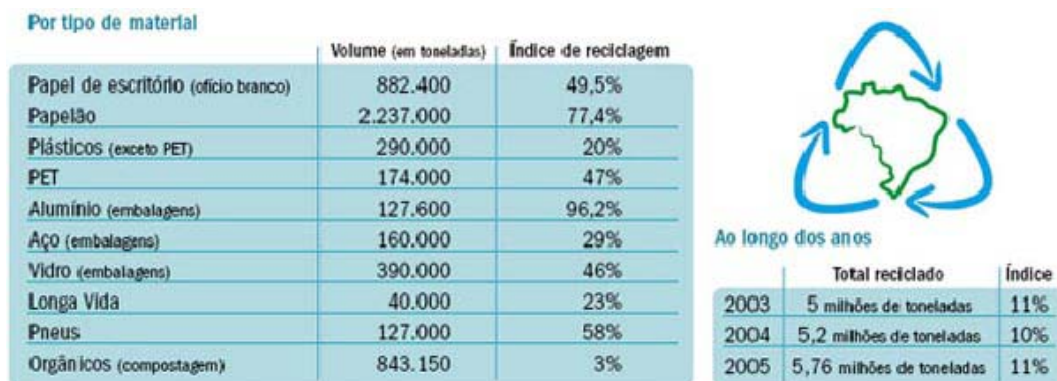 Por tipo de material
Volume (em toneladas) Índice de reciclagem
Papel de escritório (ofício branco) 882.400 49,5%
Papelão 2.237.000 77,4%
Plásticos (exceto PET) 290.000 20%
PET 174.000 47%
Alumínio (embalagens) 127.600 96,2%
Aço (embalagens) 160.000 29%
Vidro (embalagens) 390.000 46%
Longa Vida 40.000 23%
Pneus 127.000 58%
Orgânicos (compostagem) 843.150 3%
Ao longo dos anos
Total reciclado Índice
2003 5 milhões de toneladas 11%
2004 5,2 milhões de toneladas 10%
2005 5,76 milhões de toneladas 11%